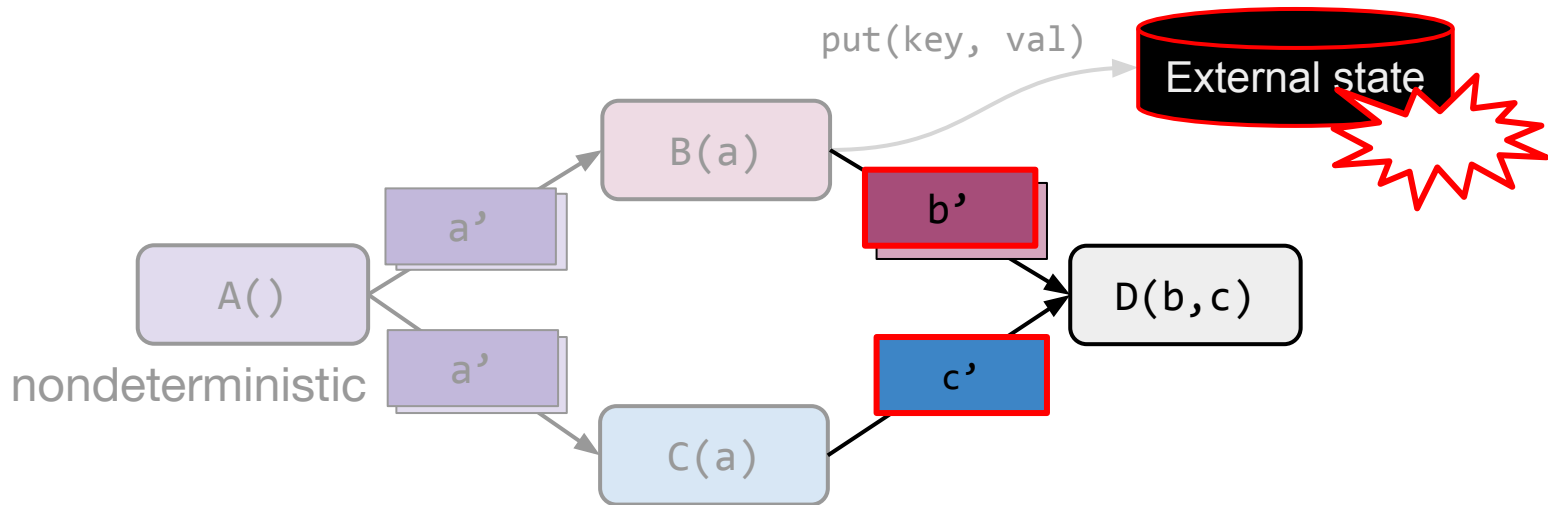 put(key, val)
External state
B(a)
a’
b’
A()
D(b,c)
nondeterministic
a’
c’
C(a)